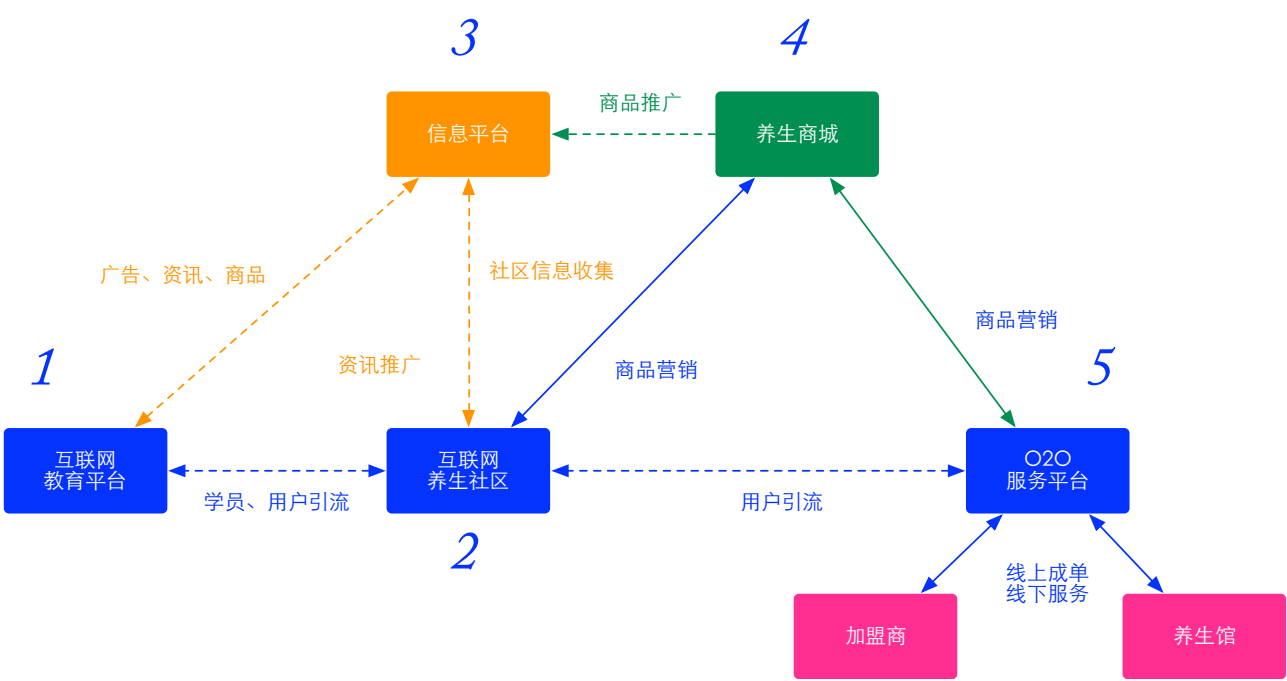 3
4
商品推广
信息平台
养生商城
广告、资讯、商品
社区信息收集
商品营销
1
资讯推广
商品营销
5
互联网
教育平台
互联网
养生社区
O2O
服务平台
学员、用户引流
用户引流
2
线上成单
线下服务
加盟商
养生馆